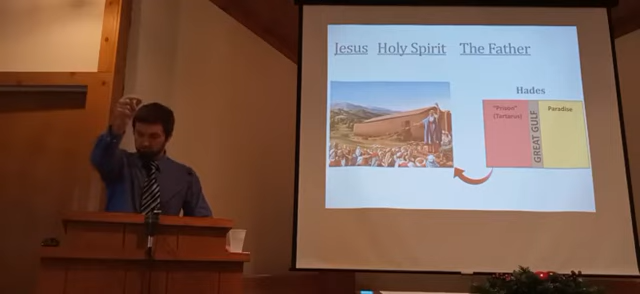 Jesus Holy Spirit The Father
Hades
"Prison"
(Tartarus)
GREAT GULF
Paradise